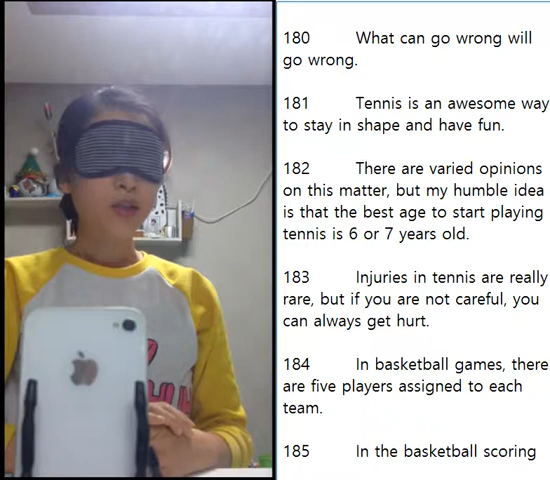 180 What can go wrong will
go wrong.
181 Tennis is an awesome way
to stay in shape and have fun.
182 There are varied opinions
on this matter, but my humble idea
is that the best age to start playing
tennis is 6 or 7 years old.
183 Injuries in tennis are really
rare, but if you are not careful, you
can always get hurt.
184 In basketball games, there
are five players assigned to each
team.
185 In the basketball scoring